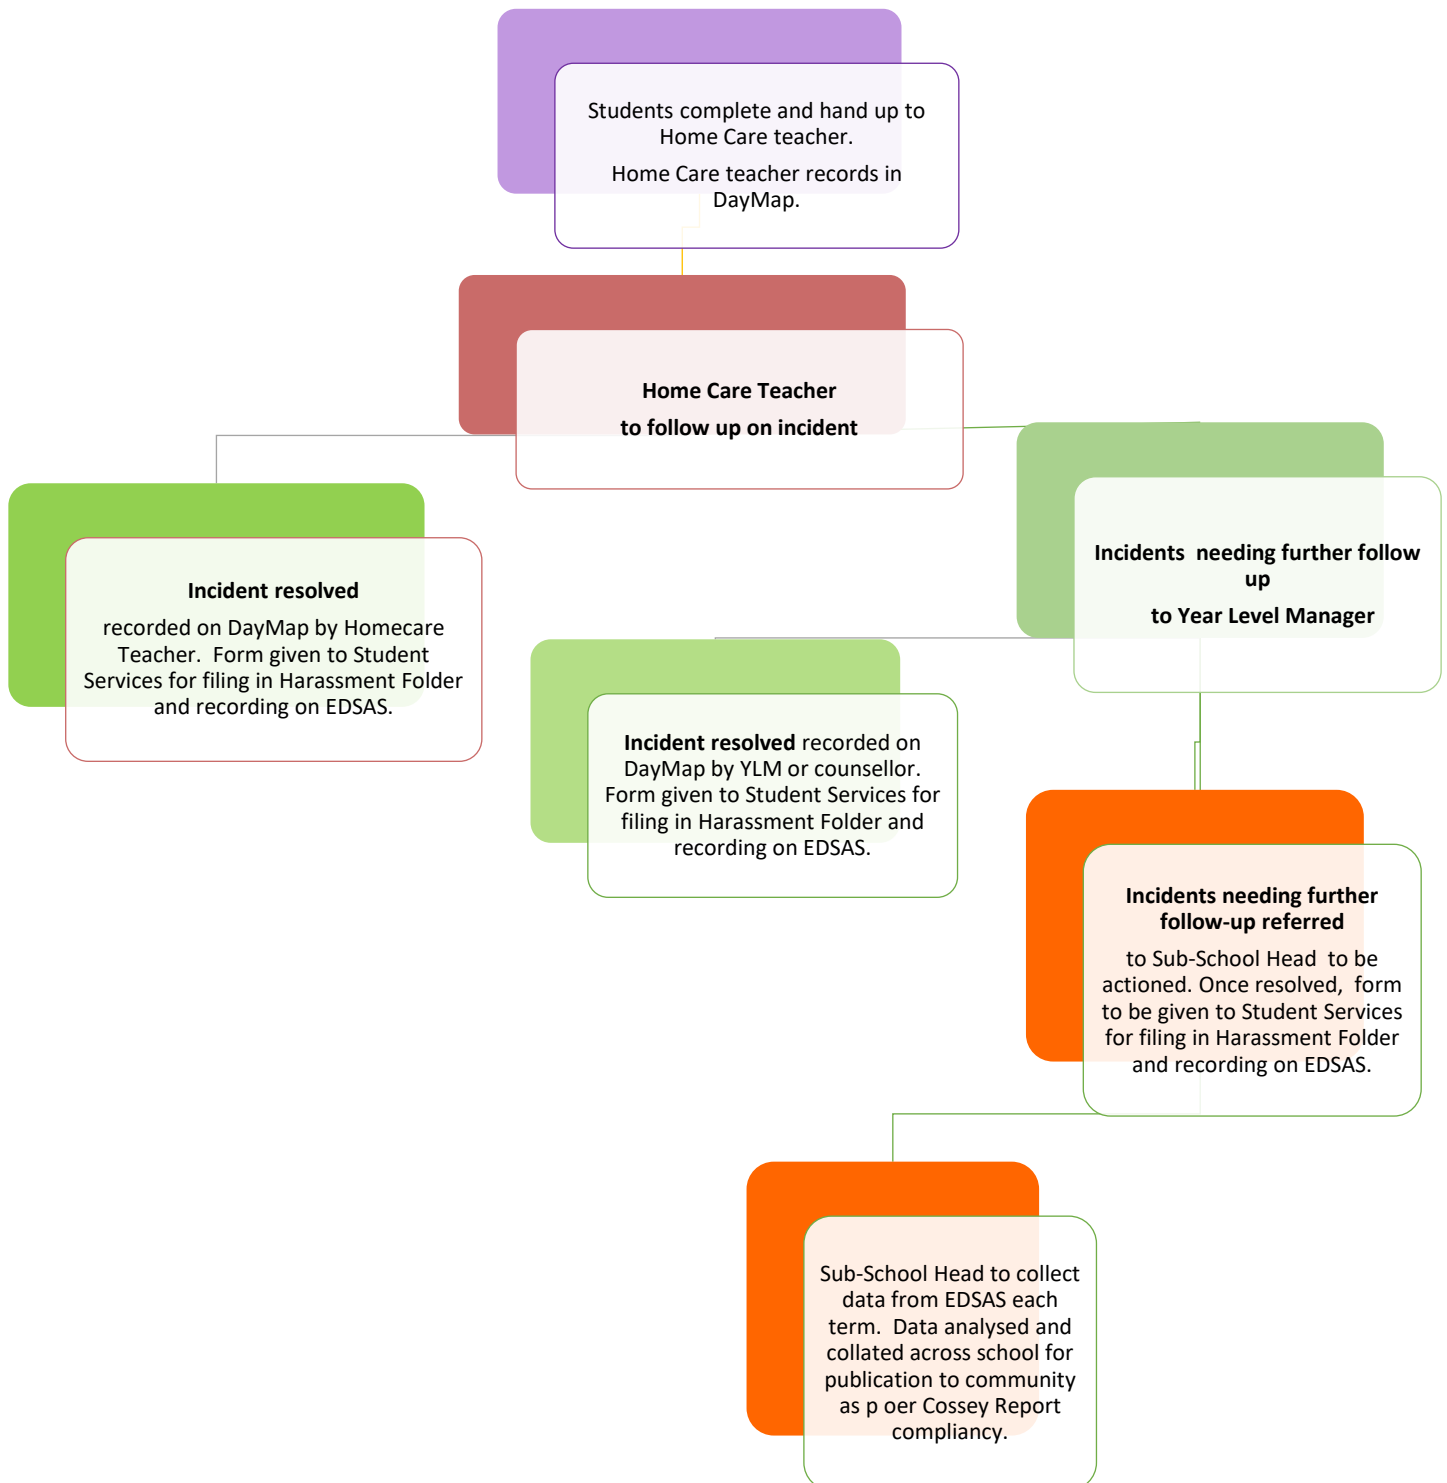 Students complete and hand up to
Home Care teacher.
Home Care teacher records in
DayMap.
Home Care Teacher
to follow up on incident
Incident resolved
recorded on DayMap by Homecare
Teacher.  Form given to Student
Services for filing in Harassment Folder
and recording on EDSAS.
Incidents  needing further follow
up
to Year Level Manager
Incident resolved recorded on
DayMap by YLM or counsellor.
Form given to Student Services for
filing in Harassment Folder and
recording on EDSAS.
Incidents needing further
follow-up referred
to Sub-School Head  to be
actioned. Once resolved,  form
to be given to Student Services
for filing in Harassment Folder
and recording on EDSAS.
Sub-School Head to collect
data from EDSAS each
term.  Data analysed and
collated across school for
publication to community
as p oer Cossey Report
compliancy.